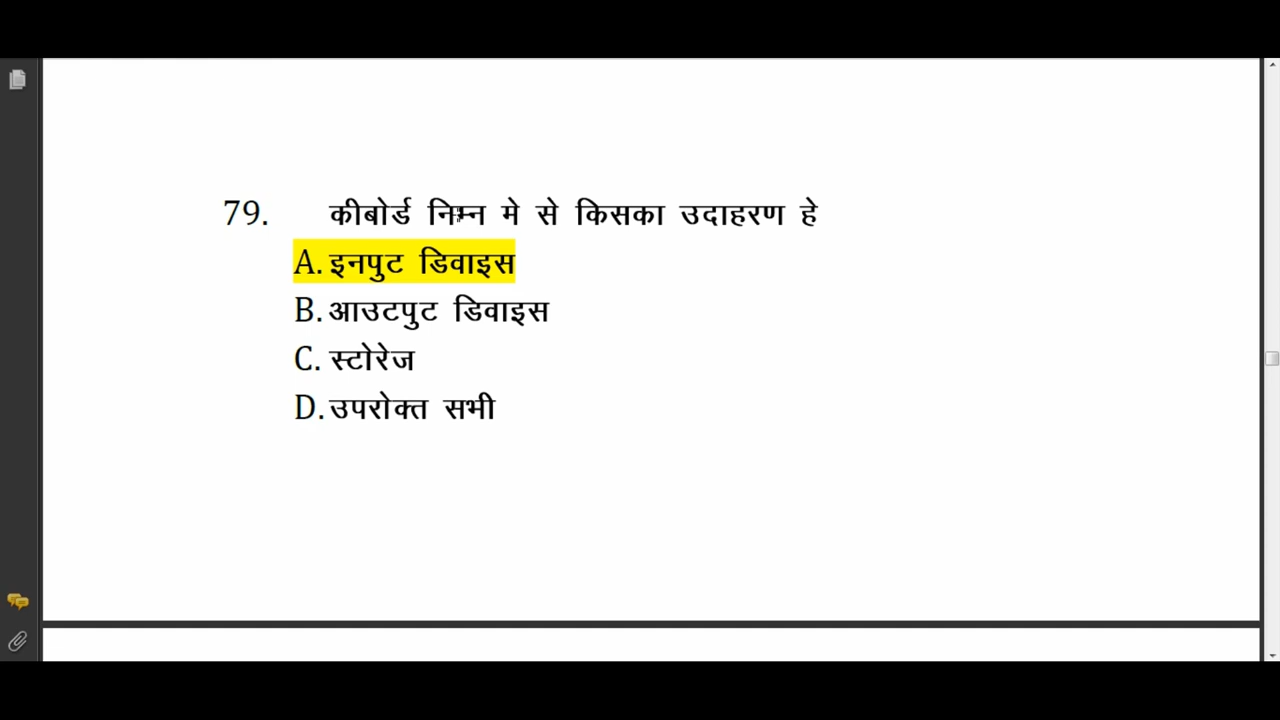 79. कीबोर्ड निम्न मे से किसका उदाहरण हे
A. इनपुट डिवाइस
B. आउटपुट डिवाइस
C. स्टोरेज
D. उपरोक्त सभी